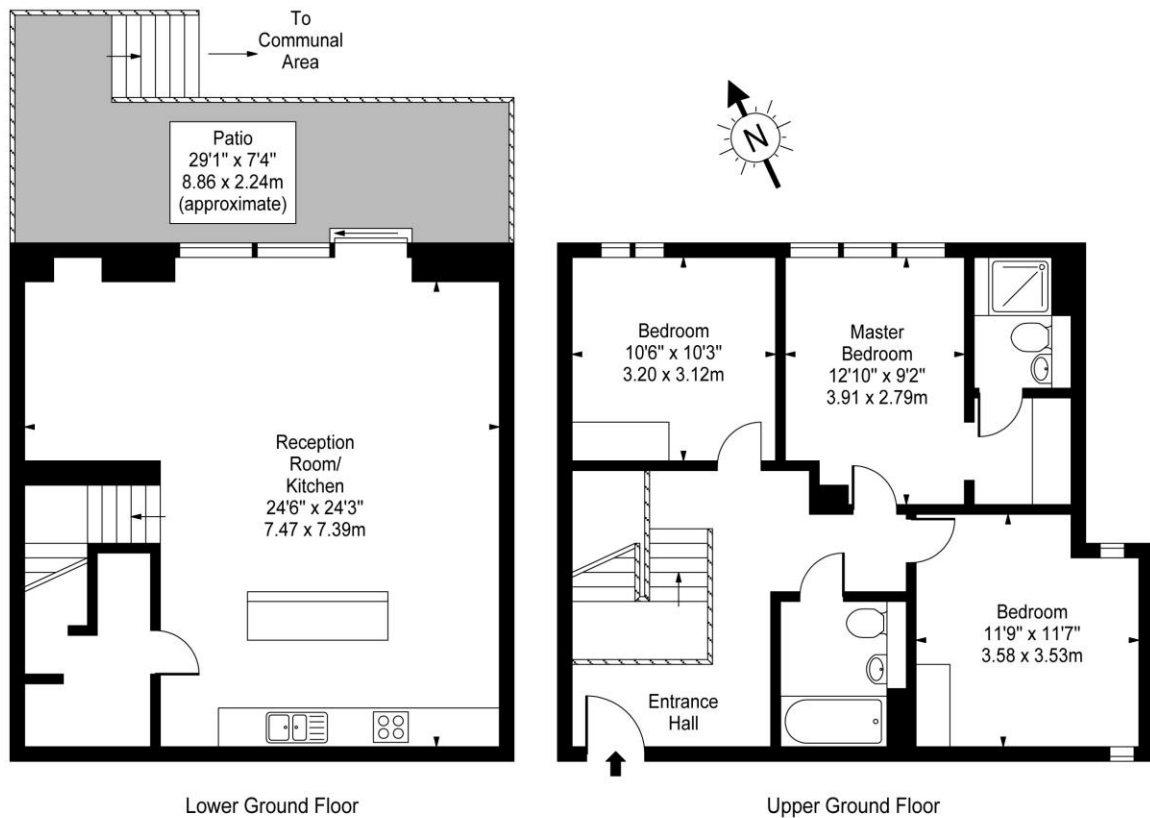 To
Communal
Area
Patio
29'1" x 7'4"
8.86 x 2.24m
(approximate)
N
Reception
Room/
Kitchen
24'6" x 24'3"
7.47 x 7.39m
Lower Ground Floor
Bedroom
10'6" x 10'3"
3.20 x 3.12m
Master
Bedroom
12'10" x 9'2"
3.91 x 2.79m
Bedroom
11'9" x 11'7"
3.58 x 3.53m
Entrance
Hall
Upper Ground Floor